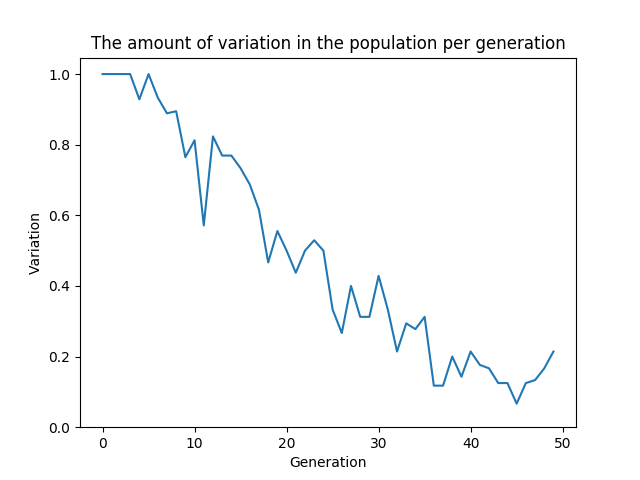 The amount of variation in the population per generation
1.0
0.8
0.6
0.4
0.2
0.0
Variation
0 10 20 30 40 50
Generation